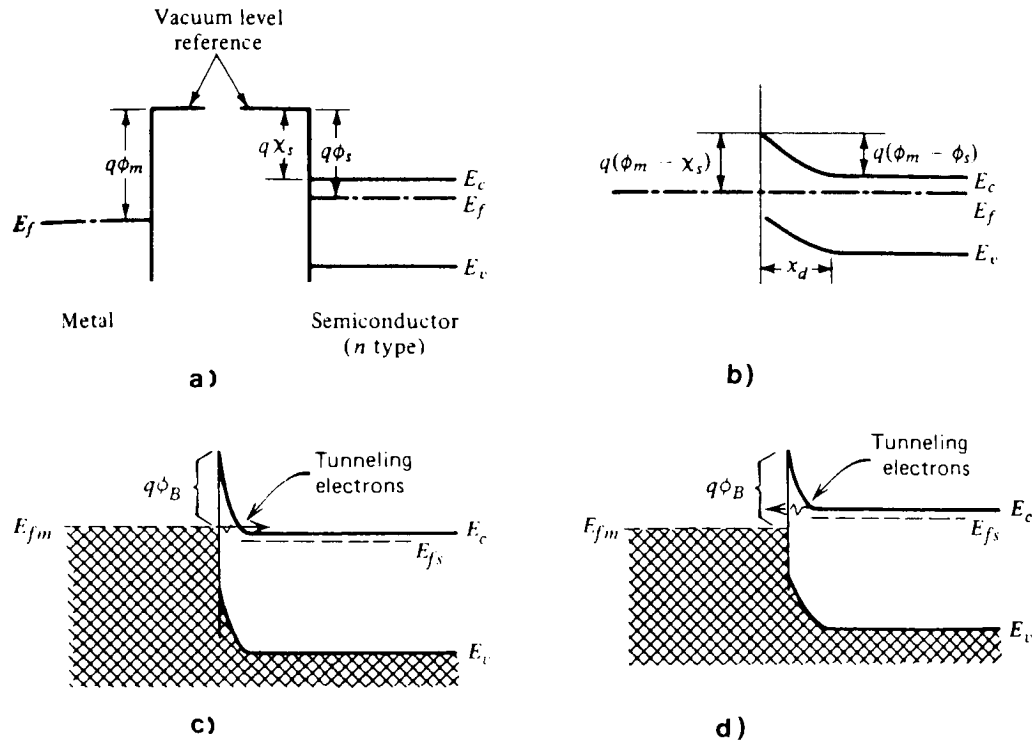 Vacuum level
reference
qϕm
qχs
qϕs
Ec
Ef
Ef
Ev
Metal
Semiconductor
(n type)
a)
q(ϕm − χs)
q(ϕm − ϕs)
Ec
Ef
Ev
xd
b)
Tunneling
electrons
qϕB
Efm
Ec
Efs
Ev
c)
Tunneling
electrons
qϕB
Efm
Ec
Efs
Ev
d)